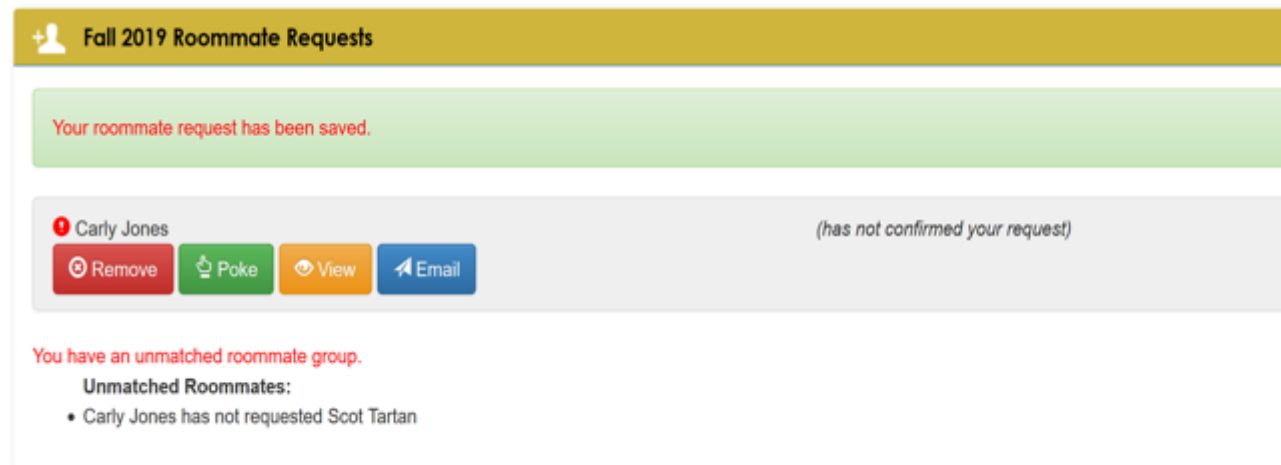 Fall 2019 Roommate Requests
Your roommate request has been saved.
Carly Jones (has not confirmed your request)
Remove Poke View Email
You have an unmatched roommate group.
Unmatched Roommates:
• Carly Jones has not requested Scot Tartan